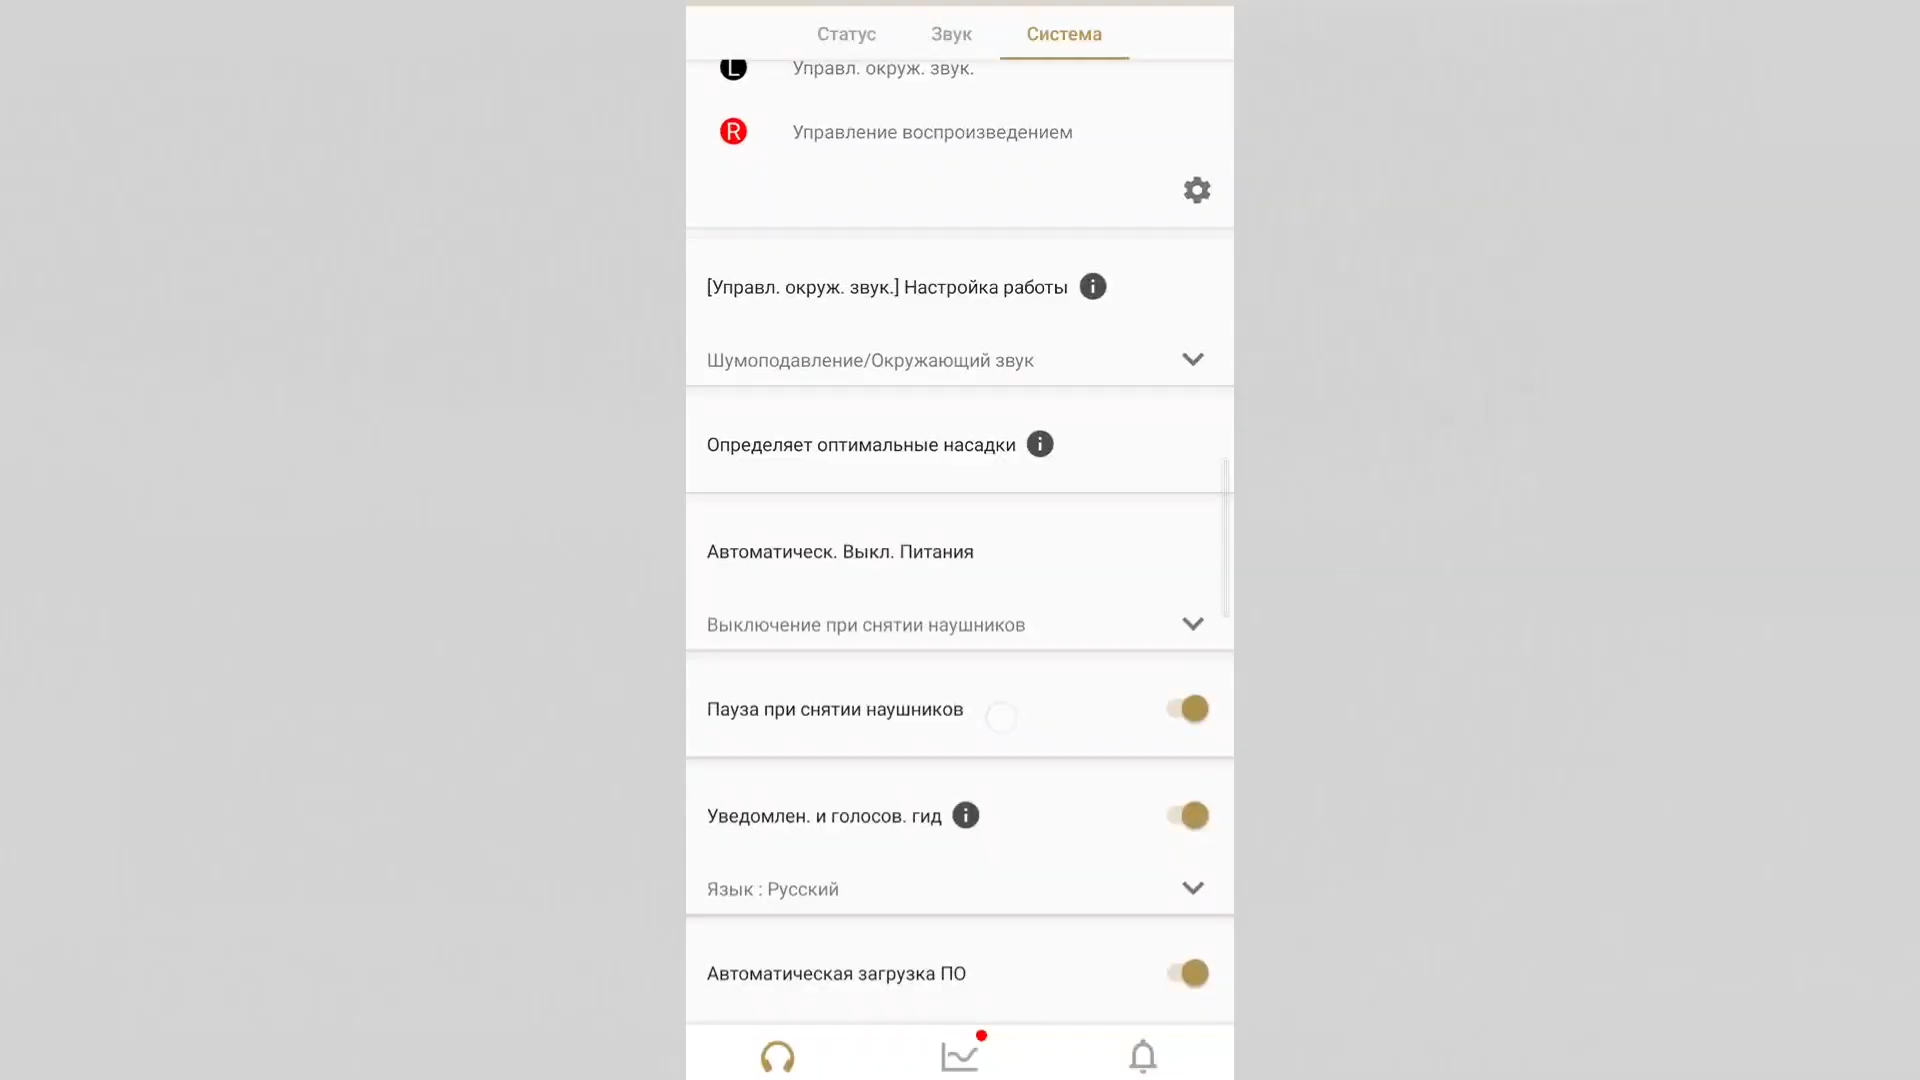 Статус Звук Система
L Управл. окруж. звук.
R Управление воспроизведением
[Управл. окруж. звук.] Настройка работы
Шумоподавление/Окружающий звук
Определяет оптимальные насадки
Автоматическ. Выкл. Питания
Выключение при снятии наушников
Пауза при снятии наушников
Уведомлен. и голосов. гид
Язык : Русский
Автоматическая загрузка ПО